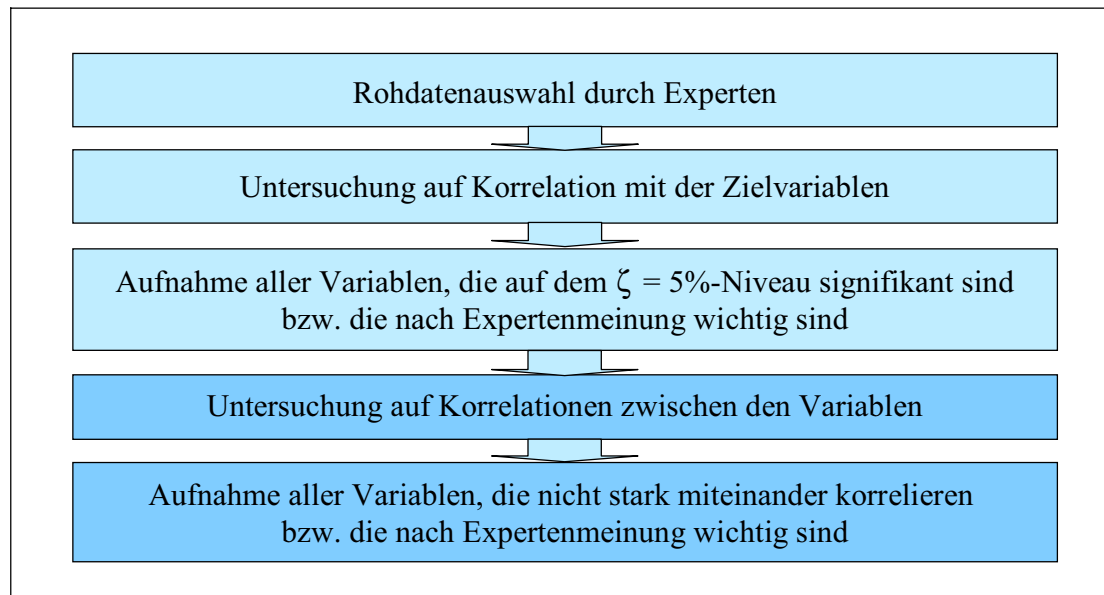 Rohdatenauswahl durch Experten
Untersuchung auf Korrelation mit der Zielvariablen
Aufnahme aller Variablen, die auf dem ζ = 5%-Niveau signifikant sind
bzw. die nach Expertenmeinung wichtig sind
Untersuchung auf Korrelationen zwischen den Variablen
Aufnahme aller Variablen, die nicht stark miteinander korrelieren
bzw. die nach Expertenmeinung wichtig sind